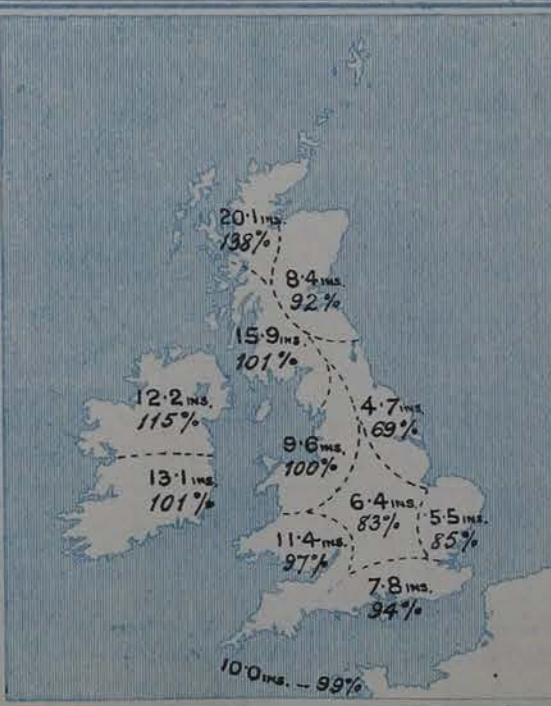 20·1 INS.
138%
8·4 INS.
92%
15·9 INS.
101%
12·2 INS.
115%
4·7 INS.
69%
9·6 INS.
100%
13·1 INS.
101%
6·4 INS.
83%
5·5 INS.
85%
11·4 INS.
97%
7·8 INS.
94%
10·0 INS. – 99%